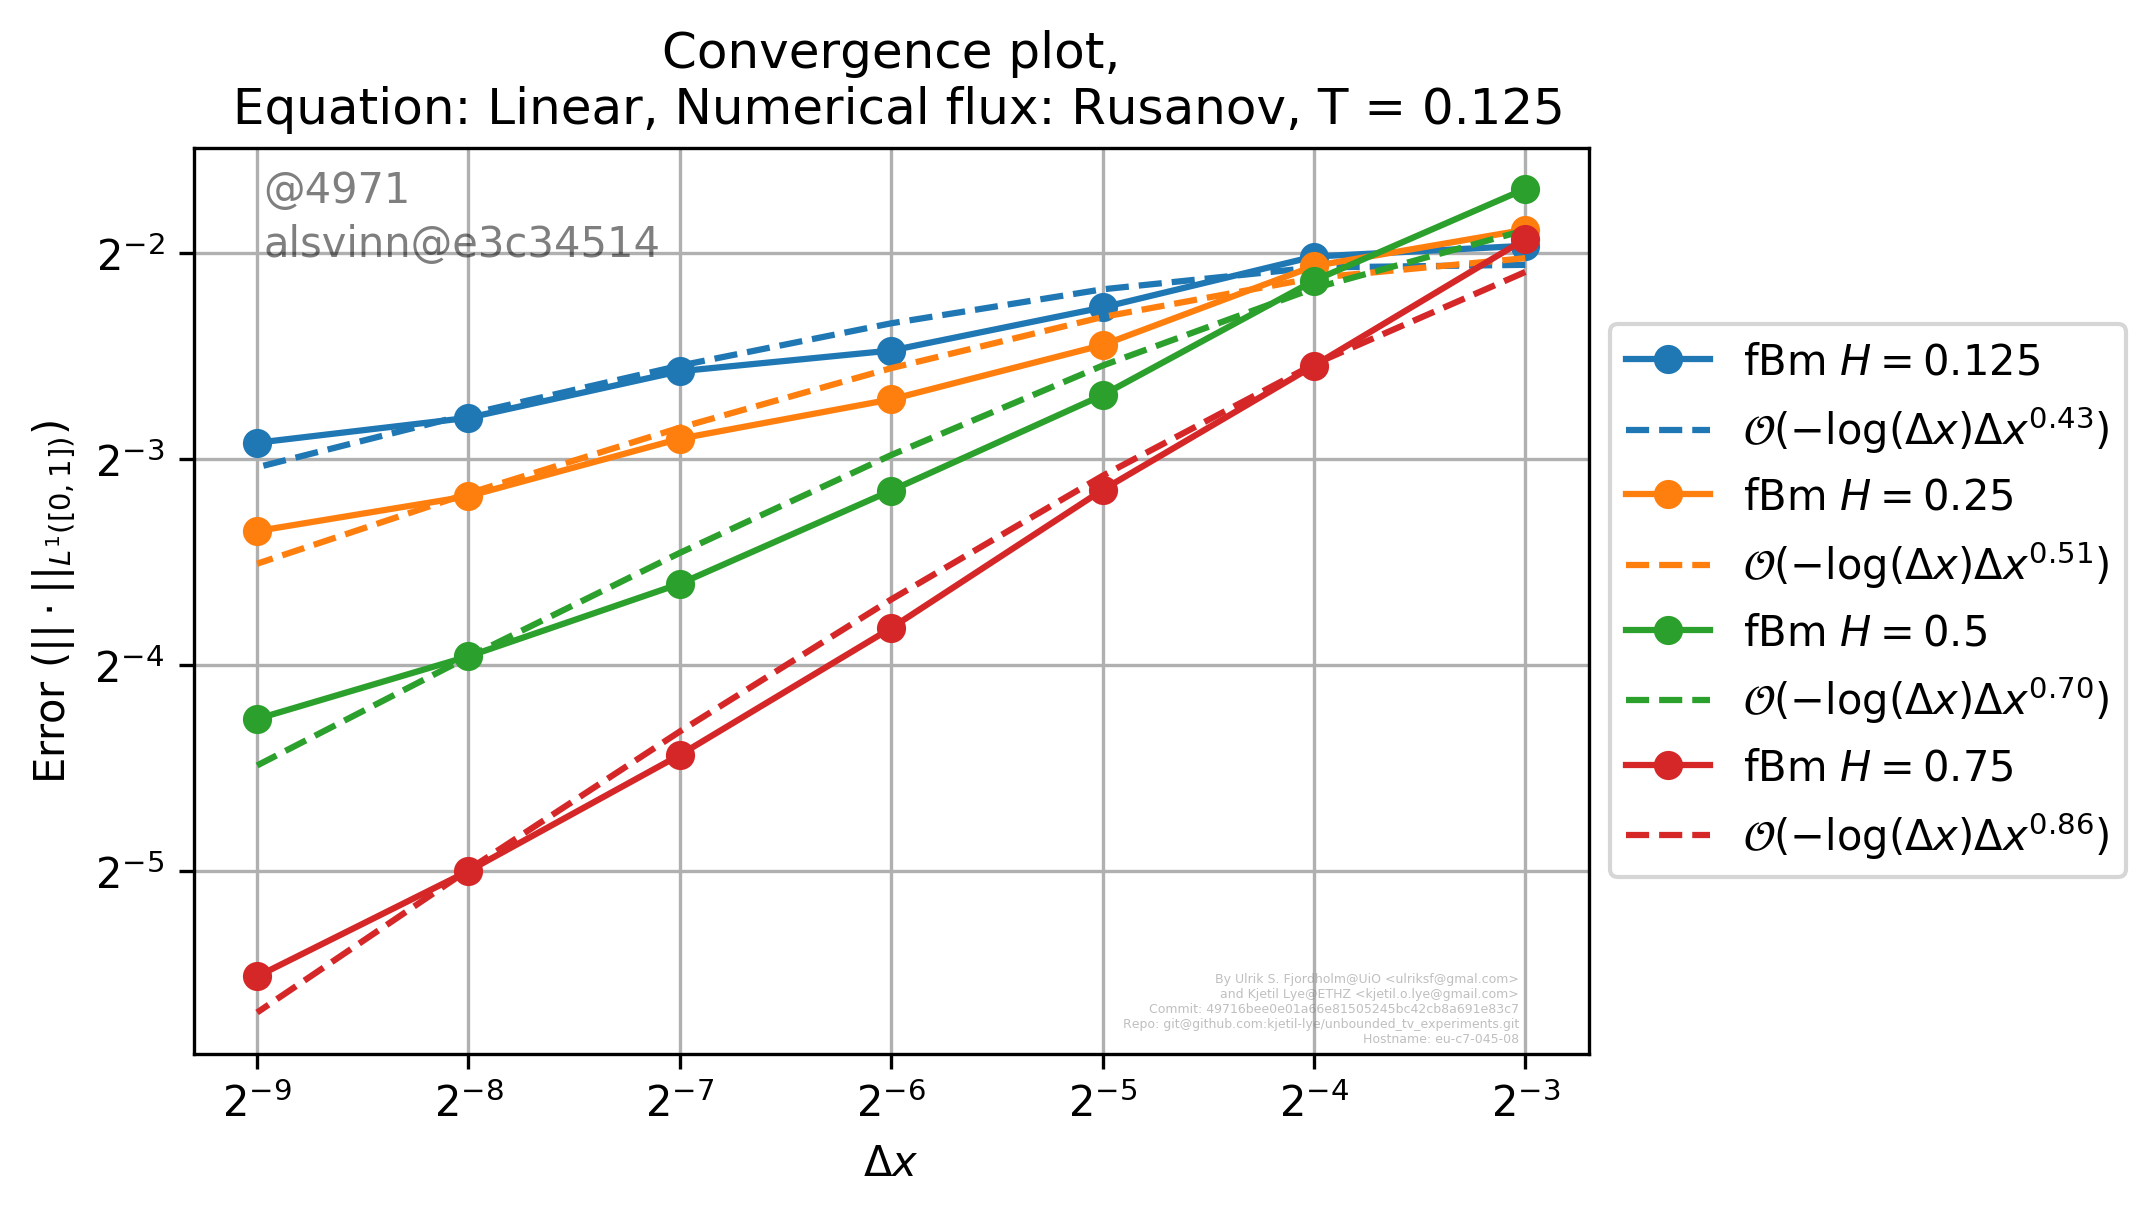 Convergence plot,
Equation: Linear, Numerical flux: Rusanov, T = 0.125
@4971
alsvinn@e3c34514
Error (|| · ||_{L^1([0, 1])})
2^{-2}
2^{-3}
2^{-4}
2^{-5}
2^{-9} 2^{-8} 2^{-7} 2^{-6} 2^{-5} 2^{-4} 2^{-3}
Δx
fBm H = 0.125
𝒪(−log(Δx)Δx^{0.43})
fBm H = 0.25
𝒪(−log(Δx)Δx^{0.51})
fBm H = 0.5
𝒪(−log(Δx)Δx^{0.70})
fBm H = 0.75
𝒪(−log(Δx)Δx^{0.86})
By Ulrik S. Fjordholm@UiO <ulriksf@gmal.com>
and Kjetil Lye@ETHZ <kjetil.o.lye@gmail.com>
Commit: 49716bee0e01a66e81505245bc42cb8a691e83c7
Repo: git@github.com:kjetil-lye/unbounded_tv_experiments.git
Hostname: eu-c7-045-08